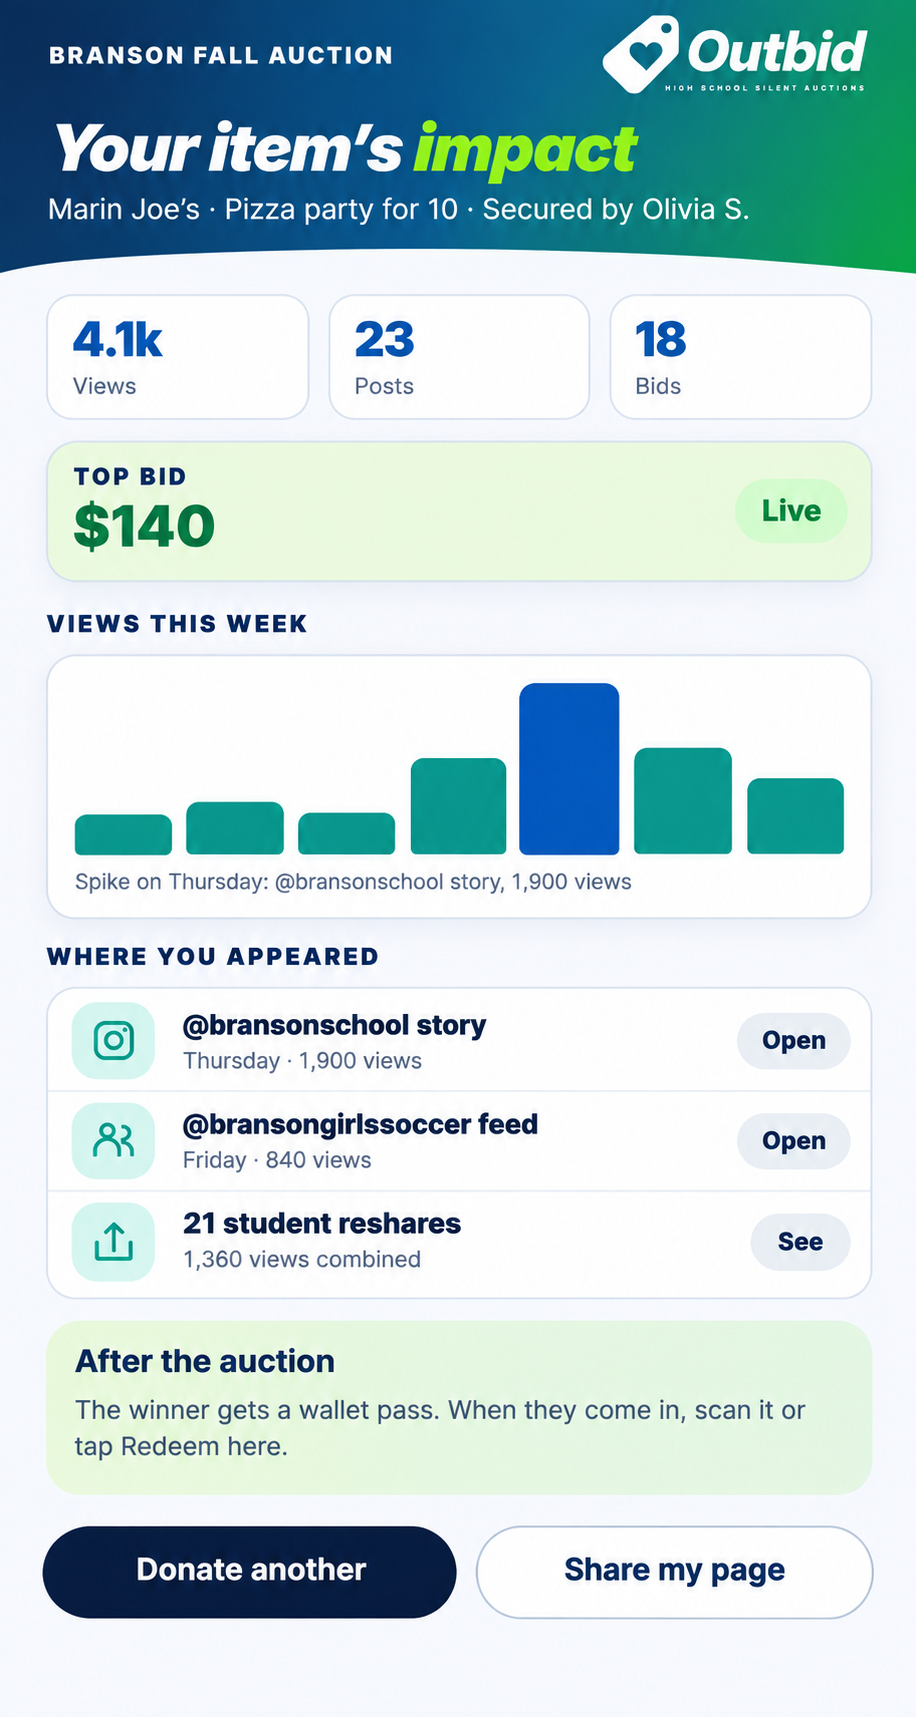 BRANSON FALL AUCTION
Outbid
HIGH SCHOOL SILENT AUCTIONS
Your item’s impact
Marin Joe’s · Pizza party for 10 · Secured by Olivia S.
4.1k
Views
23
Posts
18
Bids
TOP BID
$140
Live
VIEWS THIS WEEK
Spike on Thursday: @bransonschool story, 1,900 views
WHERE YOU APPEARED
@bransonschool story
Thursday · 1,900 views
Open
@bransongirlssoccer feed
Friday · 840 views
Open
21 student reshares
1,360 views combined
See
After the auction
The winner gets a wallet pass. When they come in, scan it or
tap Redeem here.
Donate another
Share my page